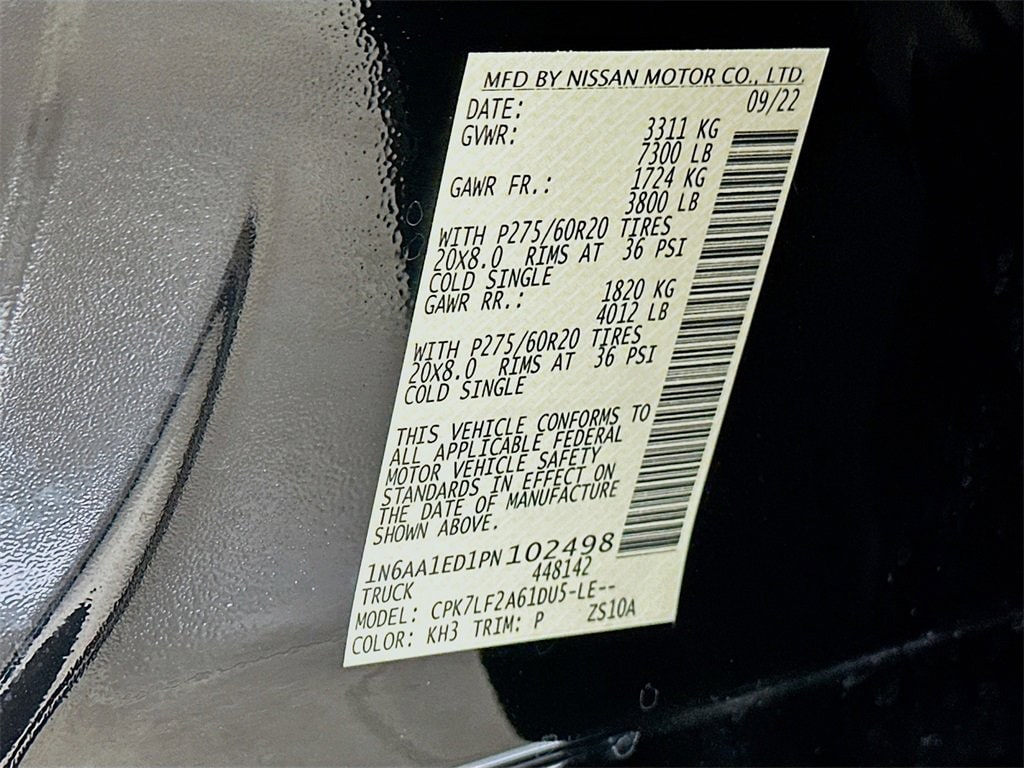 MFD BY NISSAN MOTOR CO., LTD.
DATE: 09/22
GVWR: 3311 KG
7300 LB
GAWR FR.: 1724 KG
3800 LB
WITH P275/60R20 TIRES
20X8.0 RIMS AT 36 PSI
COLD SINGLE
GAWR RR.: 1820 KG
4012 LB
WITH P275/60R20 TIRES
20X8.0 RIMS AT 36 PSI
COLD SINGLE
THIS VEHICLE CONFORMS TO
ALL APPLICABLE FEDERAL
MOTOR VEHICLE SAFETY
STANDARDS IN EFFECT ON
THE DATE OF MANUFACTURE
SHOWN ABOVE.
1N6AA1ED1PN102498
TRUCK 448142
MODEL: CPK7LF2A61DU5-LE--
COLOR: KH3 TRIM: P ZS10A